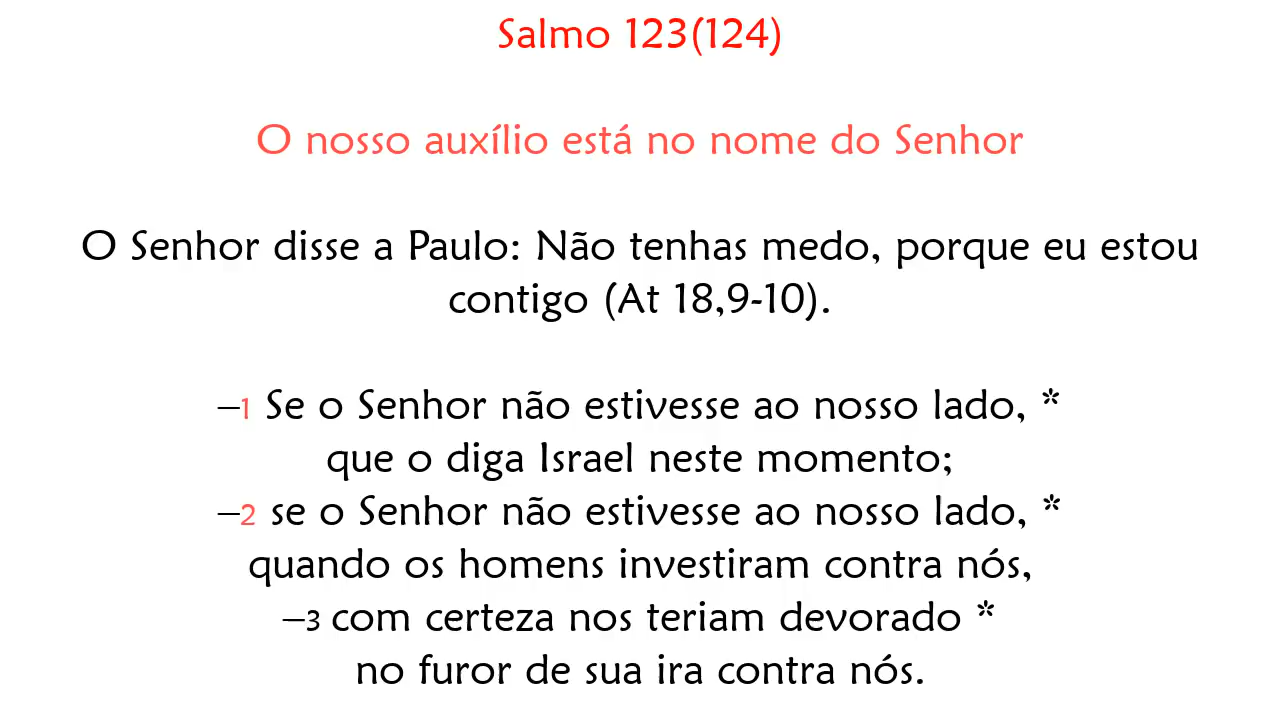 Salmo 123(124)
O nosso auxílio está no nome do Senhor
O Senhor disse a Paulo: Não tenhas medo, porque eu estou
contigo (At 18,9-10).
–1 Se o Senhor não estivesse ao nosso lado, *
que o diga Israel neste momento;
–2 se o Senhor não estivesse ao nosso lado, *
quando os homens investiram contra nós,
–3 com certeza nos teriam devorado *
no furor de sua ira contra nós.